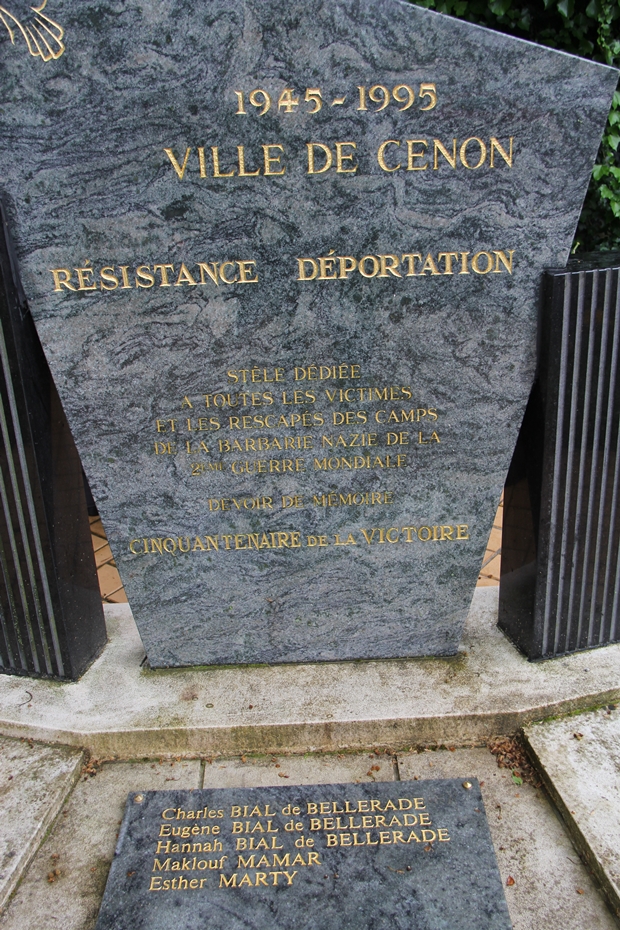 1945 - 1995
VILLE DE CENON
RÉSISTANCE DÉPORTATION
STÈLE DÉDIÉE
A TOUTES LES VICTIMES
ET LES RESCAPÉS DES CAMPS
DE LA BARBARIE NAZIE DE LA
2ÈME GUERRE MONDIALE
DEVOIR DE MÉMOIRE
CINQUANTENAIRE DE LA VICTOIRE
Charles BIAL de BELLERADE
Eugène BIAL de BELLERADE
Hannah BIAL de BELLERADE
Maklouf MAMAR
Esther MARTY